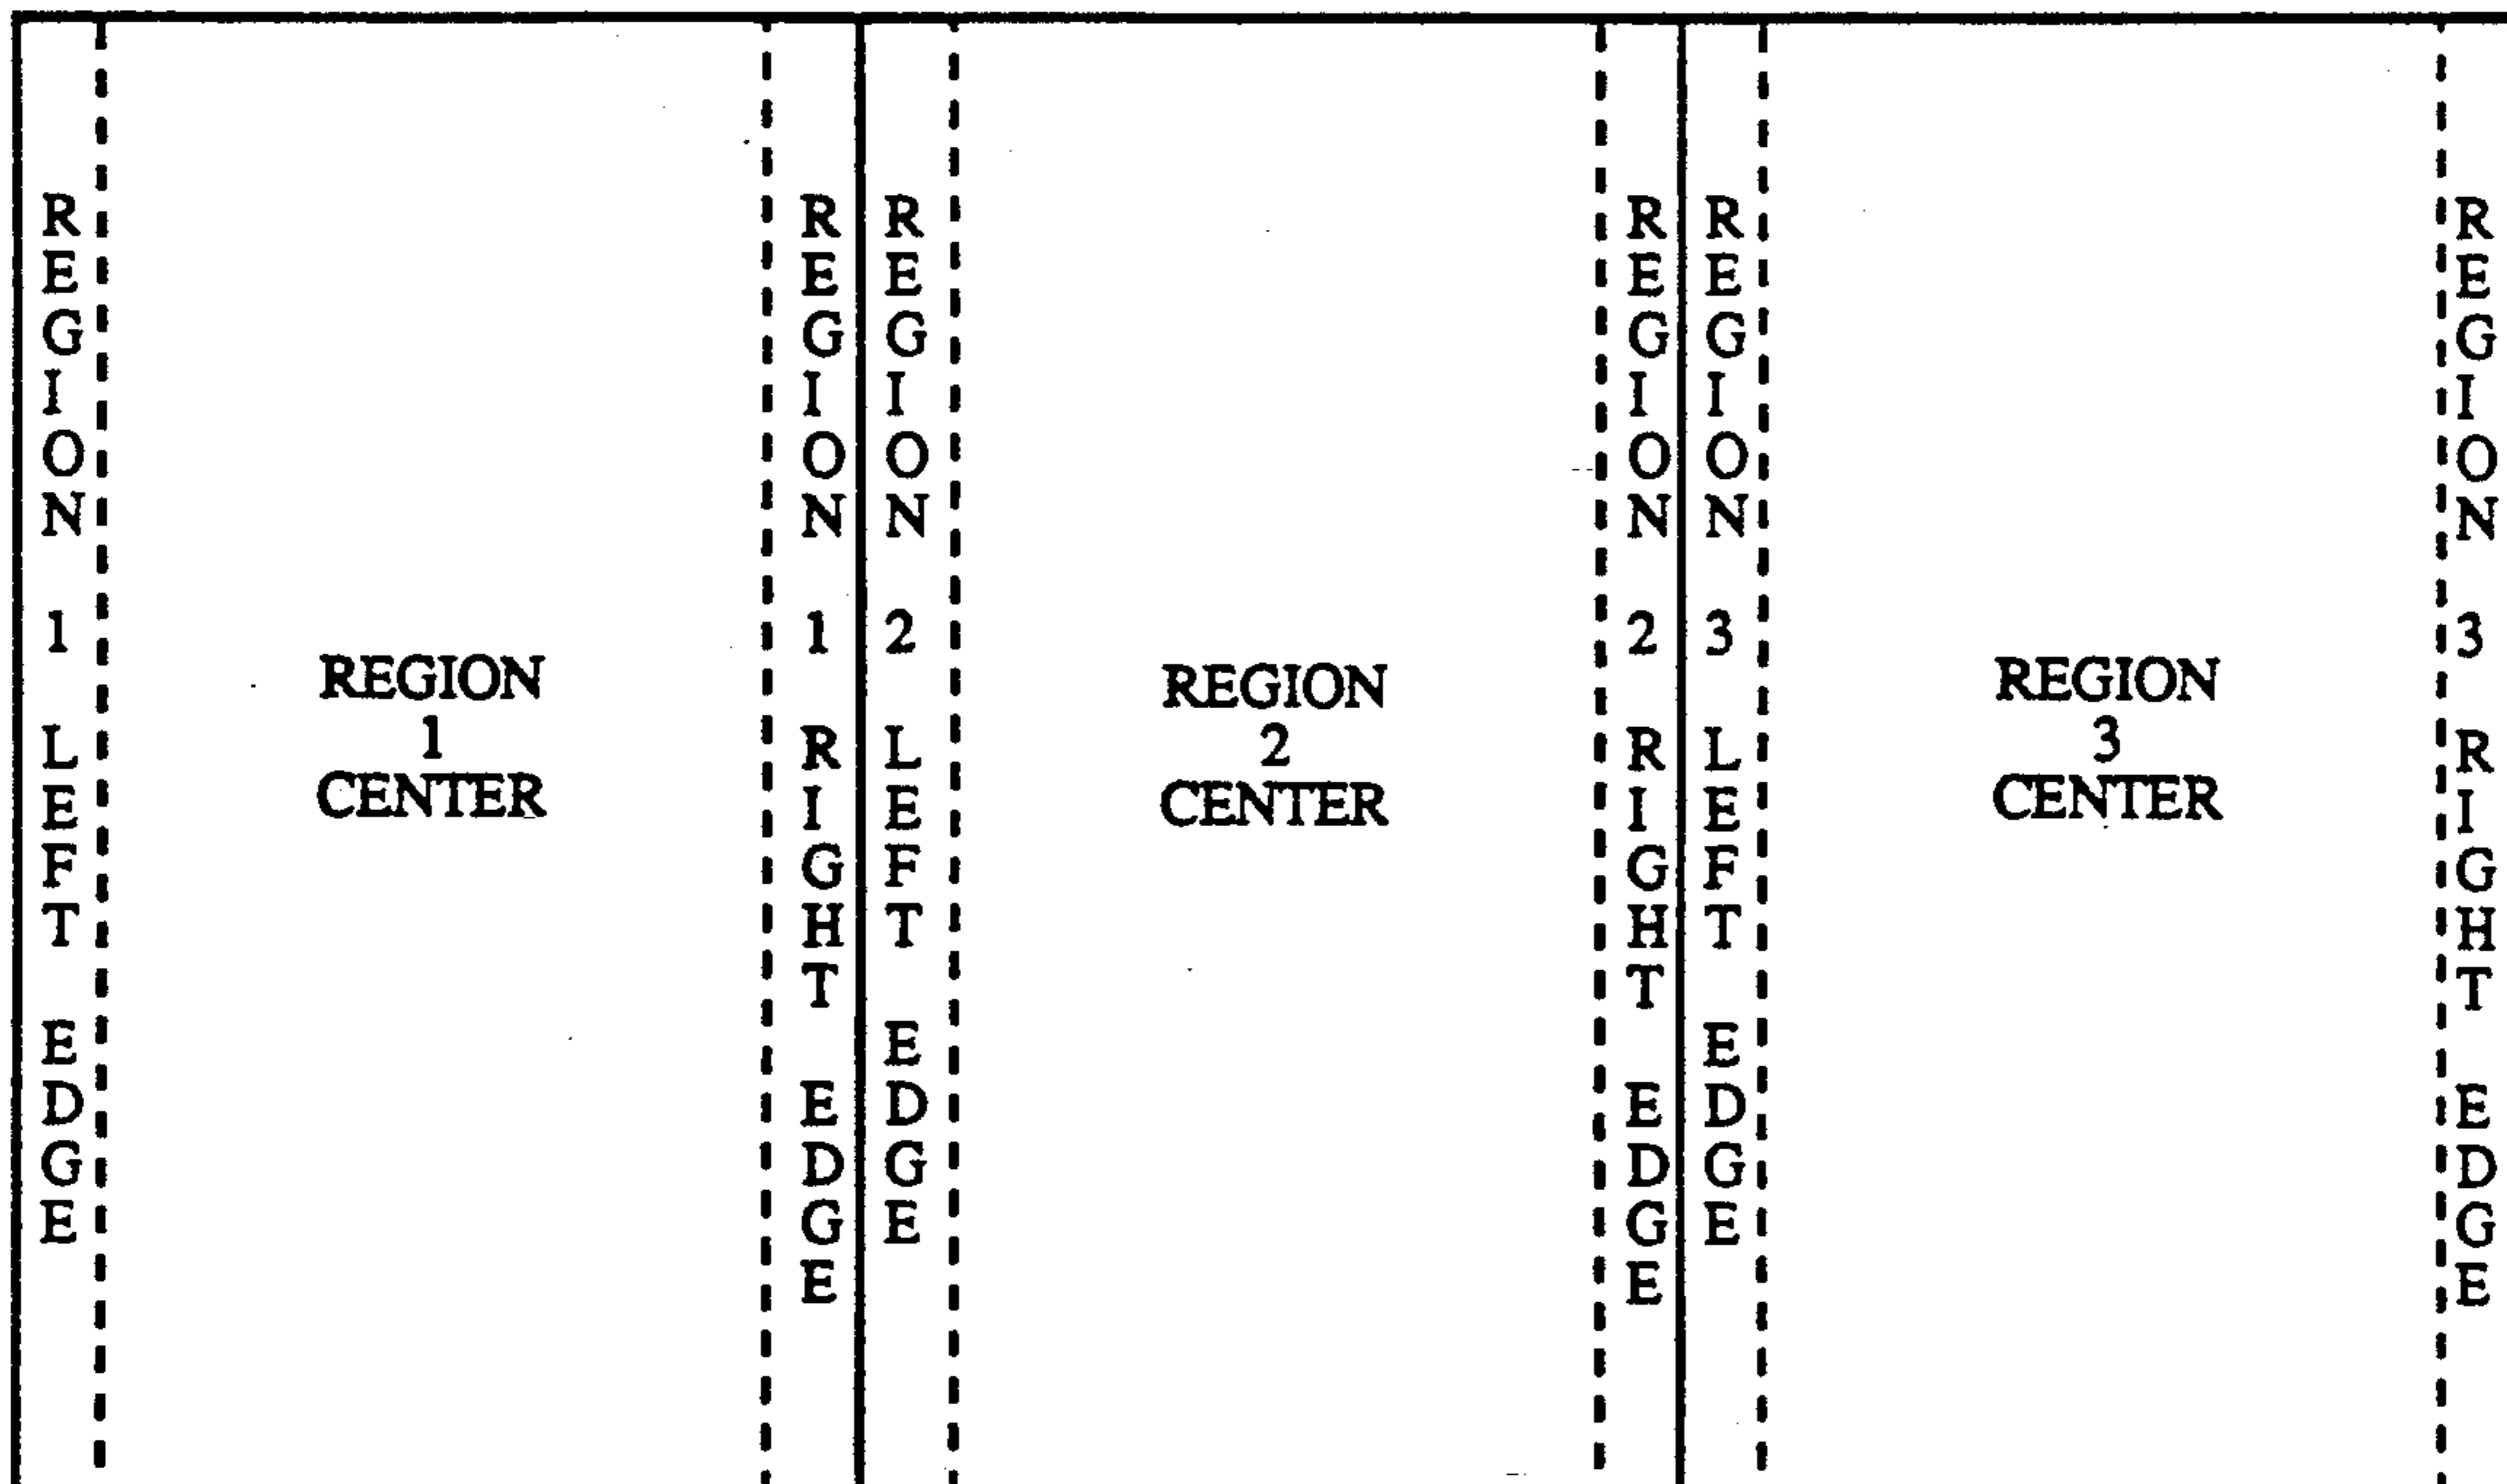 REGION 1 LEFT EDGE
REGION
1
CENTER
REGION 1 RIGHT EDGE
REGION 2 LEFT EDGE
REGION
2
CENTER
REGION 2 RIGHT EDGE
REGION 3 LEFT EDGE
REGION
3
CENTER
REGION 3 RIGHT EDGE